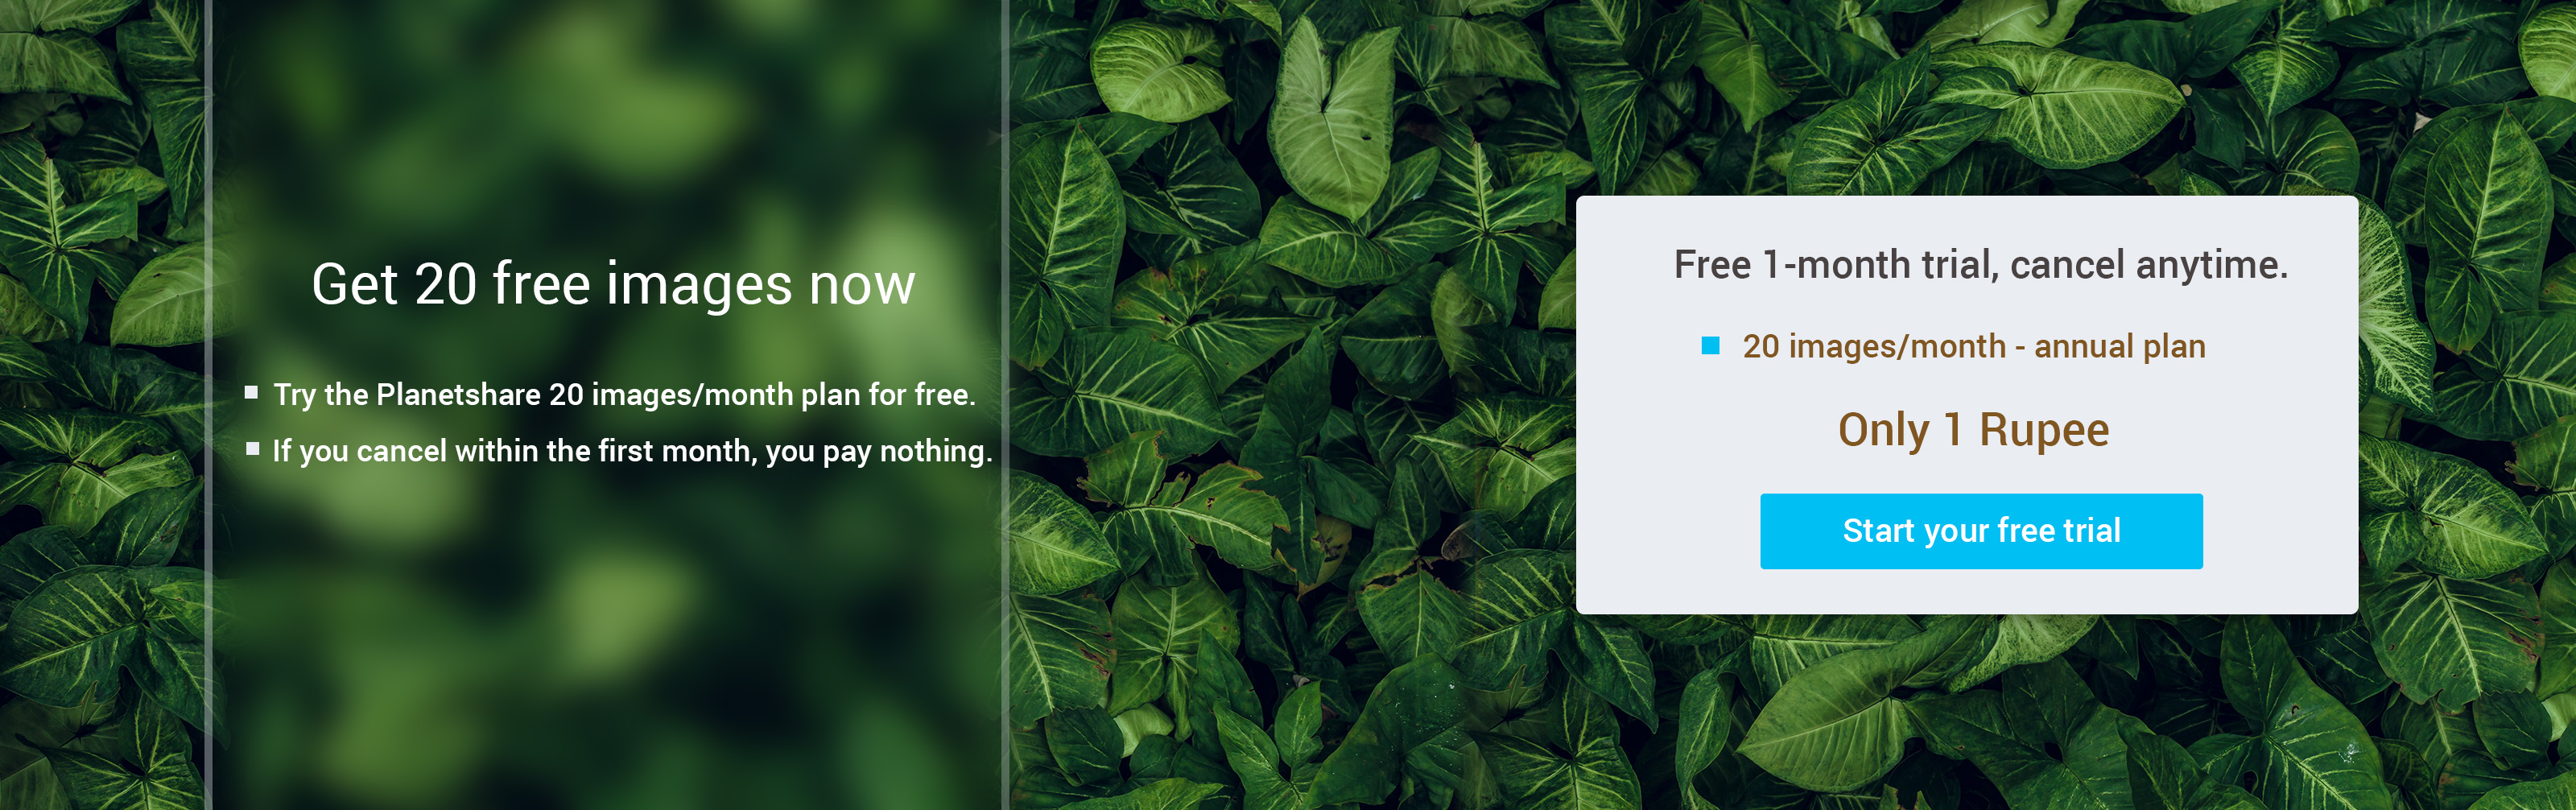 Get 20 free images now
Try the Planetshare 20 images/month plan for free.
If you cancel within the first month, you pay nothing.
Free 1-month trial, cancel anytime.
20 images/month - annual plan
Only 1 Rupee
Start your free trial